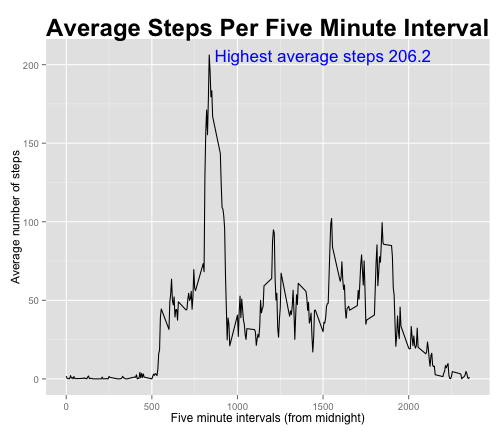 Average Steps Per Five Minute Interval
Highest average steps 206.2
Average number of steps
200
150
100
50
0
0 500 1000 1500 2000
Five minute intervals (from midnight)